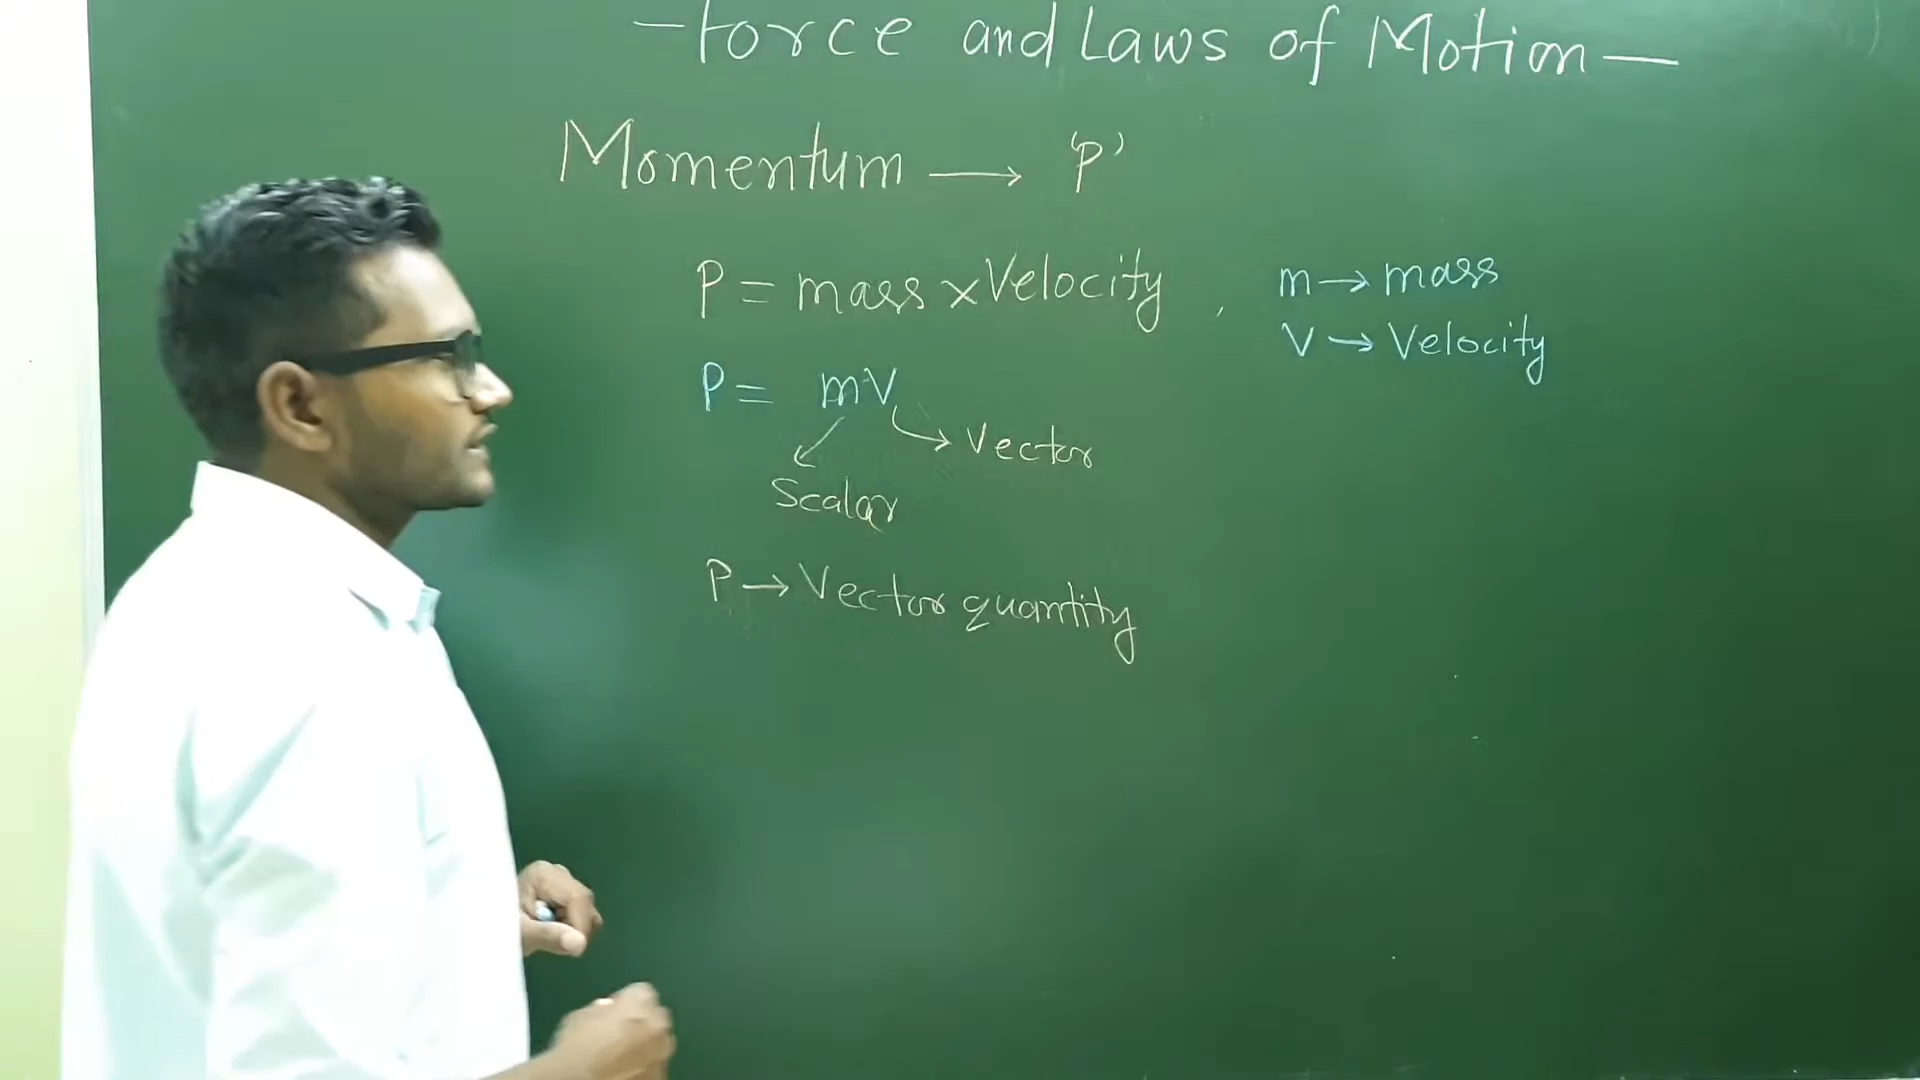 — Force and Laws of Motion —
Momentum → 'P'
P = mass × Velocity , m → mass
V → Velocity
P = mV
Vector
Scalar
P → Vector quantity